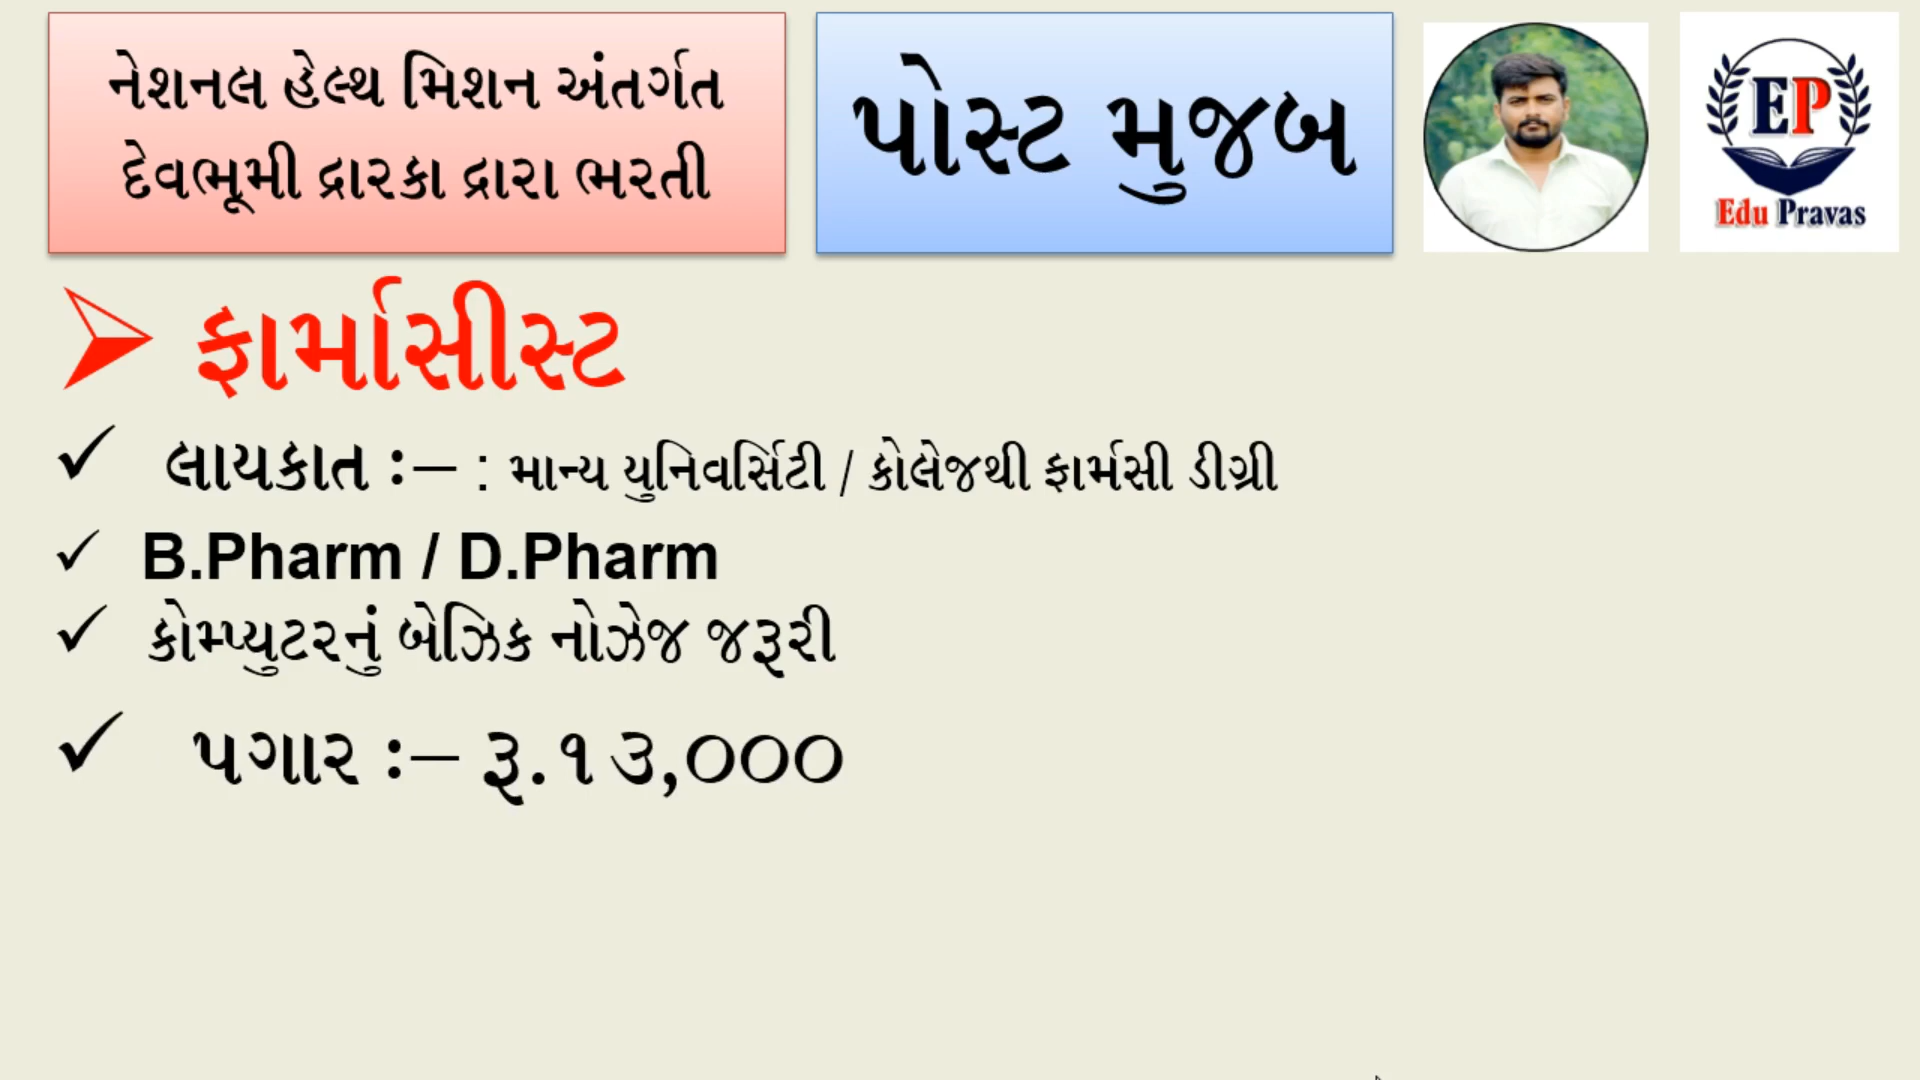 નેશનલ હેલ્થ મિશન અંતર્ગત
દેવભૂમી દ્રારકા દ્રારા ભરતી
પોસ્ટ મુજબ
EP
Edu Pravas
ફાર્માસીસ્ટ
લાયકાત :– : માન્ય યુનિવર્સિટી / કોલેજથી ફાર્મસી ડીગ્રી
B.Pharm / D.Pharm
કોમ્પ્યુટરનું બેઝિક નોઝેજ જરૂરી
પગાર :– રૂ.૧૩,૦૦૦